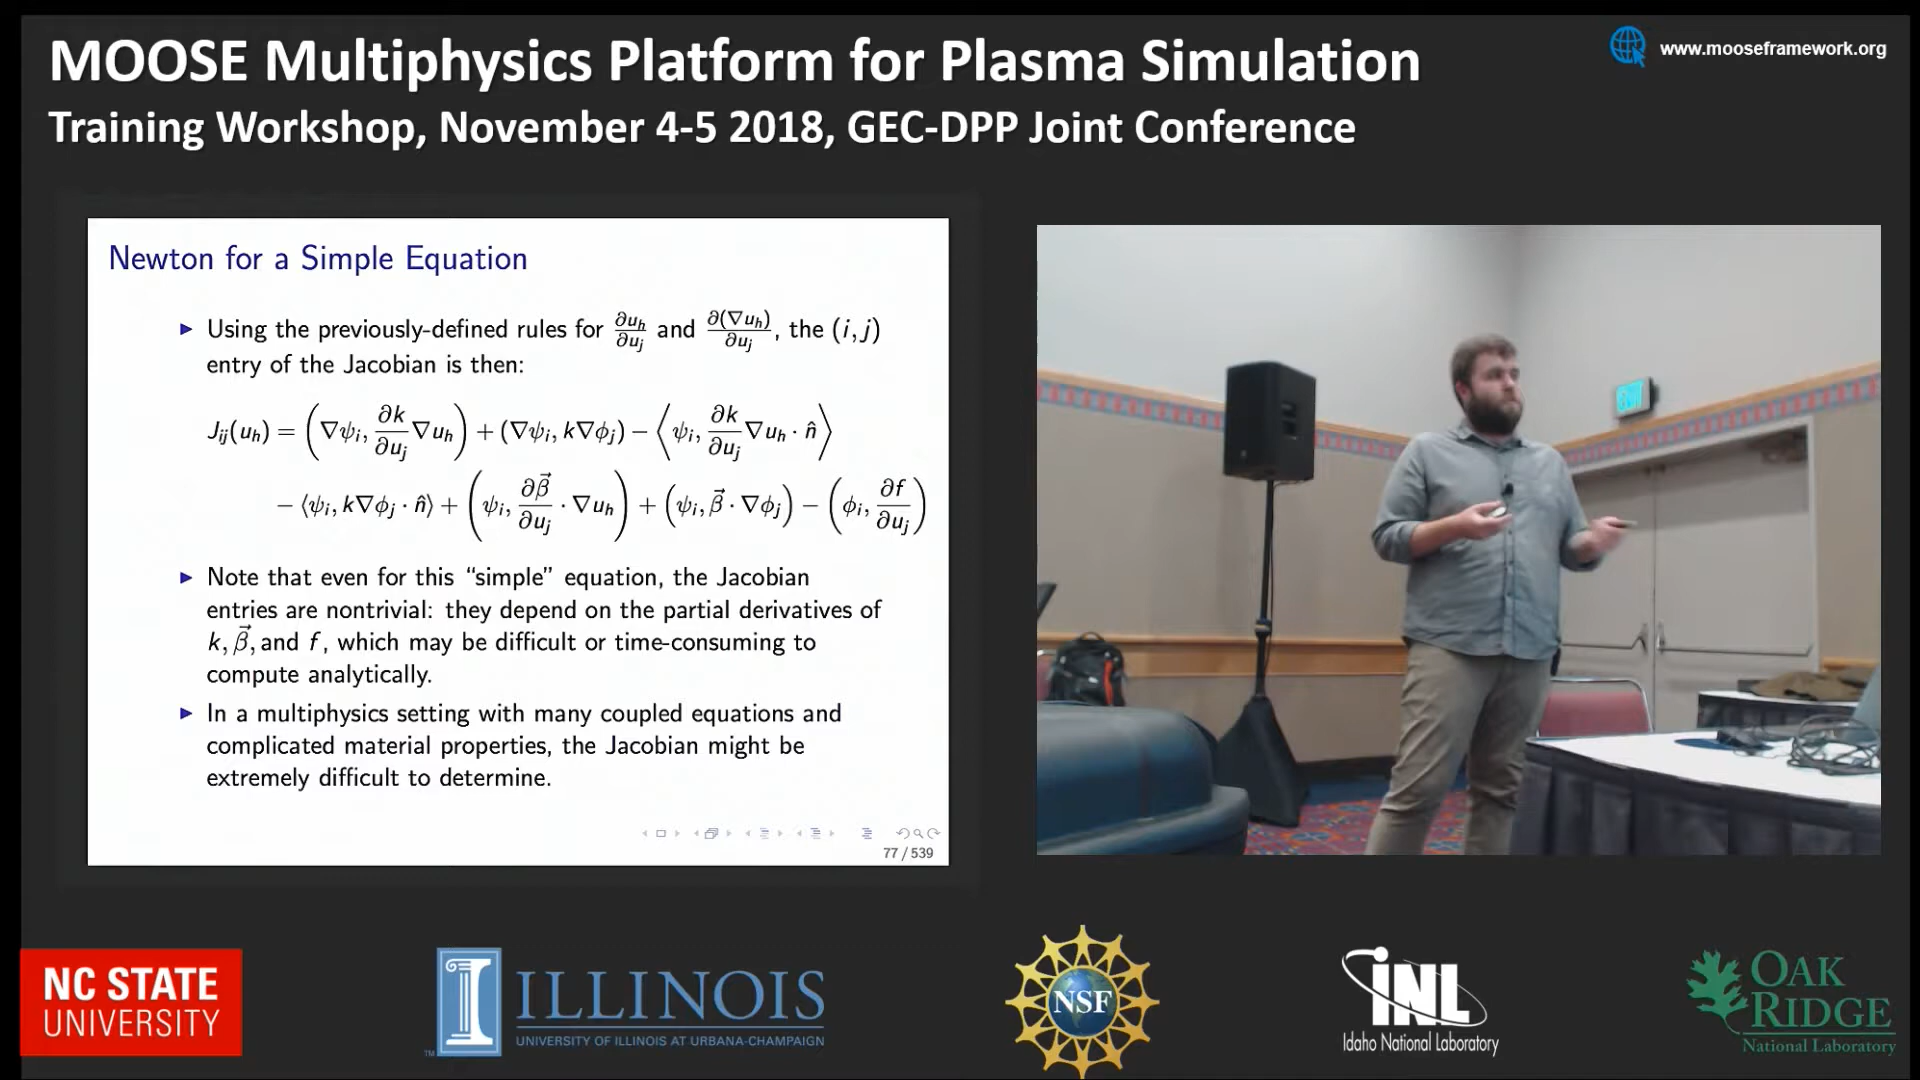 MOOSE Multiphysics Platform for Plasma Simulation
www.mooseframework.org
Training Workshop, November 4-5 2018, GEC-DPP Joint Conference
Newton for a Simple Equation
▶ Using the previously-defined rules for ∂u_h/∂u_j and ∂(∇u_h)/∂u_j, the (i, j)
entry of the Jacobian is then:
J_ij(u_h) = (∇ψ_i, ∂k/∂u_j ∇u_h) + (∇ψ_i, k∇ϕ_j) − ⟨ψ_i, ∂k/∂u_j ∇u_h · n̂⟩
− ⟨ψ_i, k∇ϕ_j · n̂⟩ + (ψ_i, ∂β⃗/∂u_j · ∇u_h) + (ψ_i, β⃗ · ∇ϕ_j) − (ϕ_i, ∂f/∂u_j)
▶ Note that even for this “simple” equation, the Jacobian
entries are nontrivial: they depend on the partial derivatives of
k, β⃗, and f, which may be difficult or time-consuming to
compute analytically.
▶ In a multiphysics setting with many coupled equations and
complicated material properties, the Jacobian might be
extremely difficult to determine.
77 / 539
EXIT
NC STATE
UNIVERSITY
I ILLINOIS
UNIVERSITY OF ILLINOIS AT URBANA-CHAMPAIGN
TM
NSF
INL
Idaho National Laboratory
OAK
RIDGE
National Laboratory